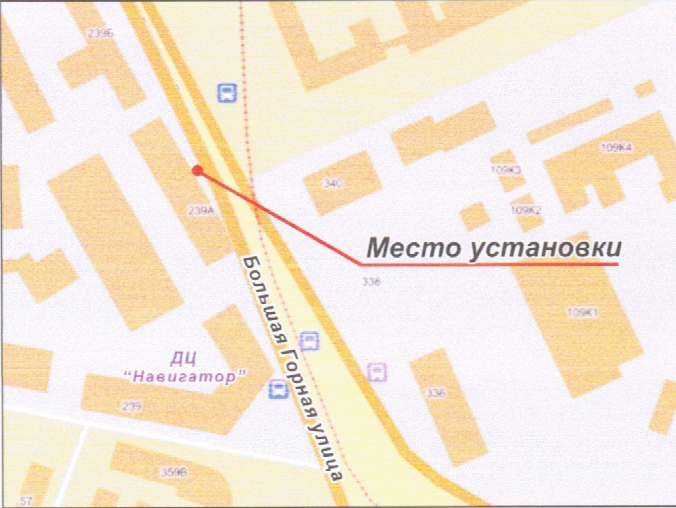 239Б
109К4
109К3
340
109К2
239А
Место установки
338
109К1
Большая Горная улица
ДЦ
“Навигатор”
336
239
359В
57